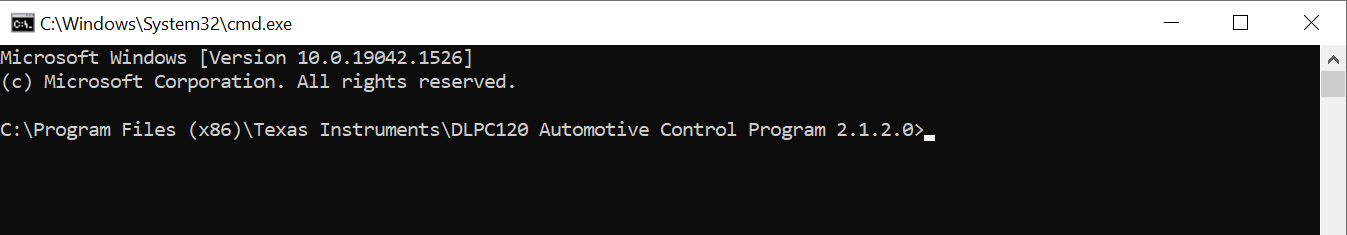 C:\Windows\System32\cmd.exe
Microsoft Windows [Version 10.0.19042.1526]
(c) Microsoft Corporation. All rights reserved.
C:\Program Files (x86)\Texas Instruments\DLPC120 Automotive Control Program 2.1.2.0>